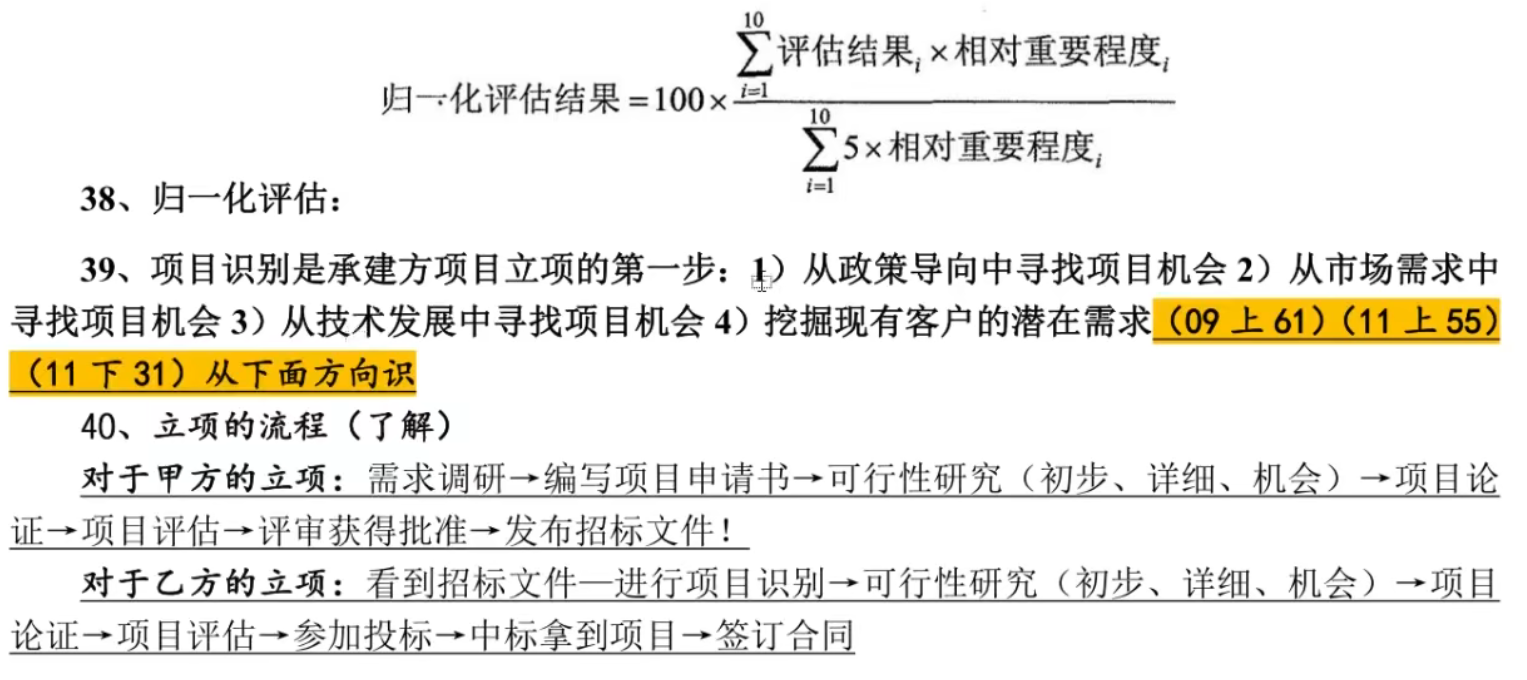 归一化评估结果=100×
10
∑评估结果i×相对重要程度i
i=1
10
∑5×相对重要程度i
i=1
38、归一化评估：
39、项目识别是承建方项目立项的第一步：1）从政策导向中寻找项目机会 2）从市场需求中
寻找项目机会 3）从技术发展中寻找项目机会 4）挖掘现有客户的潜在需求（09 上 61）（11 上 55）
（11 下 31）从下面方向识
40、立项的流程（了解）
对于甲方的立项：需求调研→编写项目申请书→可行性研究（初步、详细、机会）→项目论
证→项目评估→评审获得批准→发布招标文件！
对于乙方的立项：看到招标文件—进行项目识别→可行性研究（初步、详细、机会）→项目
论证→项目评估→参加投标→中标拿到项目→签订合同